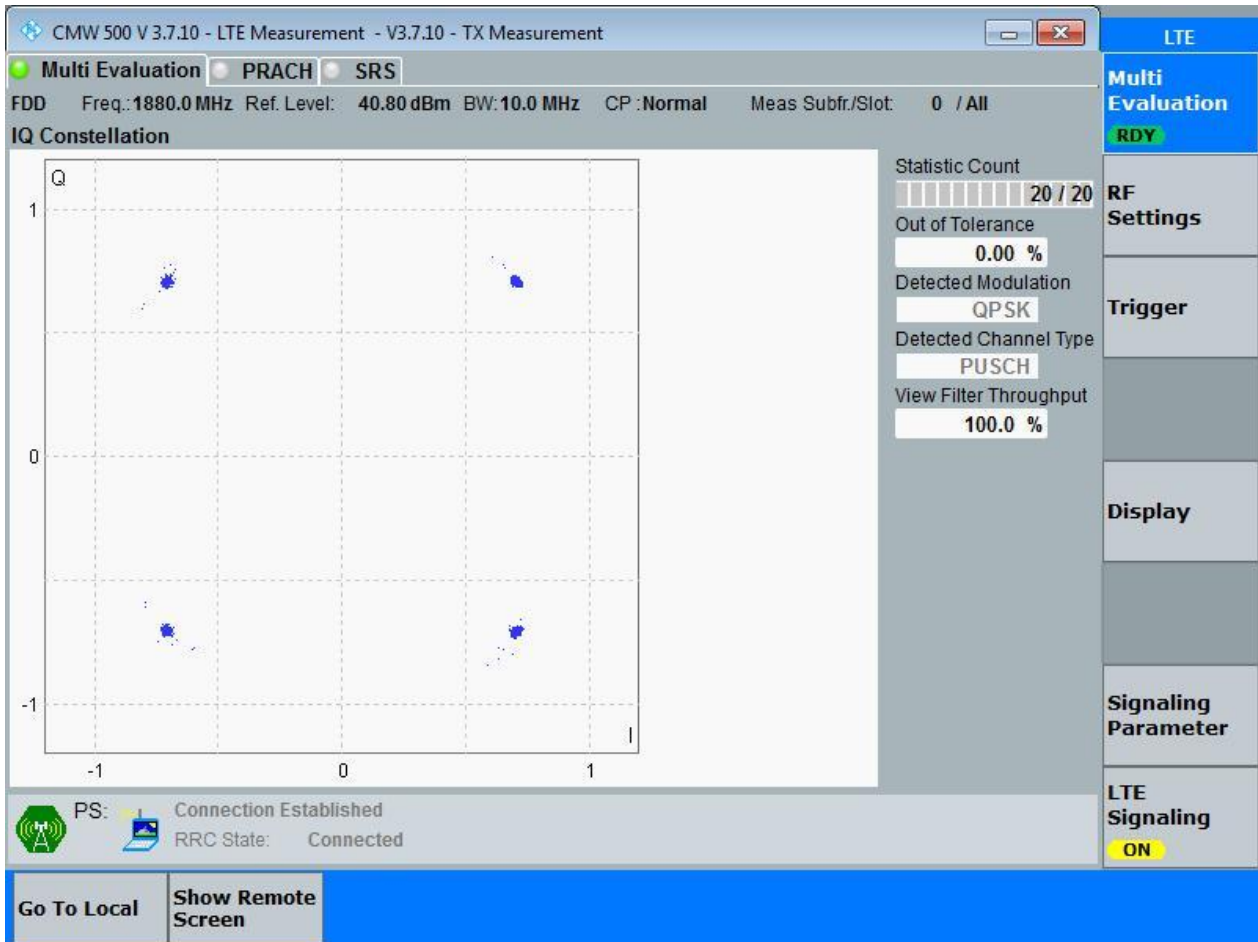 CMW 500 V 3.7.10 - LTE Measurement - V3.7.10 - TX Measurement
LTE
Multi Evaluation PRACH SRS
Multi
Evaluation
RDY
FDD Freq.: 1880.0 MHz Ref. Level: 40.80 dBm BW: 10.0 MHz CP : Normal Meas Subfr./Slot: 0 / All
IQ Constellation
Q
1
0
-1
-1 0 1
I
Statistic Count
20 / 20
Out of Tolerance
0.00 %
Detected Modulation
QPSK
Detected Channel Type
PUSCH
View Filter Throughput
100.0 %
RF
Settings
Trigger
Display
Signaling
Parameter
LTE
Signaling
ON
PS: Connection Established
RRC State: Connected
Go To Local
Show Remote
Screen